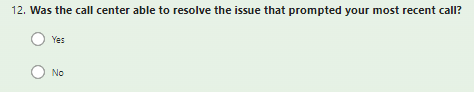 12. Was the call center able to resolve the issue that prompted your most recent call?
Yes
No